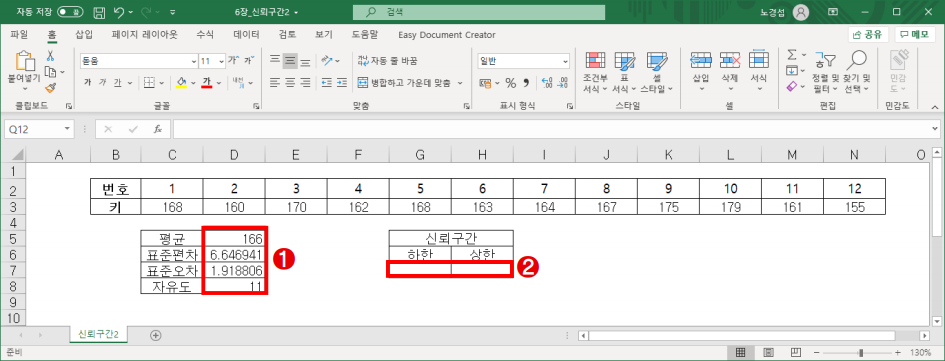 자동 저장 6장_신뢰구간2 검색 노경섭
파일 홈 삽입 페이지 레이아웃 수식 데이터 검토 보기 도움말 Easy Document Creator 공유 메모
붙여넣기 돋움 11 가 가 가 가 가 가 내천 자동 줄 바꿈 병합하고 가운데 맞춤 일반 % 조건부 서식 표 서식 셀 스타일 삽입 삭제 서식 정렬 및 필터 찾기 및 선택 민감도
클립보드 글꼴 맞춤 표시 형식 스타일 셀 편집 민감도
Q12 fx
A B C D E F G H I J K L M N O
1
2 번호 1 2 3 4 5 6 7 8 9 10 11 12
3 키 168 160 170 162 168 163 164 167 175 179 161 155
4
5 평균 166 신뢰구간
6 표준편차 6.646941 ❶ 하한 상한
7 표준오차 1.918806 ❷
8 자유도 11
9
10
신뢰구간2
준비 130%